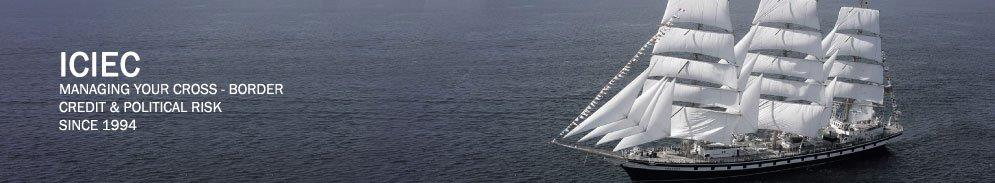 ICIEC
MANAGING YOUR CROSS - BORDER
CREDIT & POLITICAL RISK
SINCE 1994